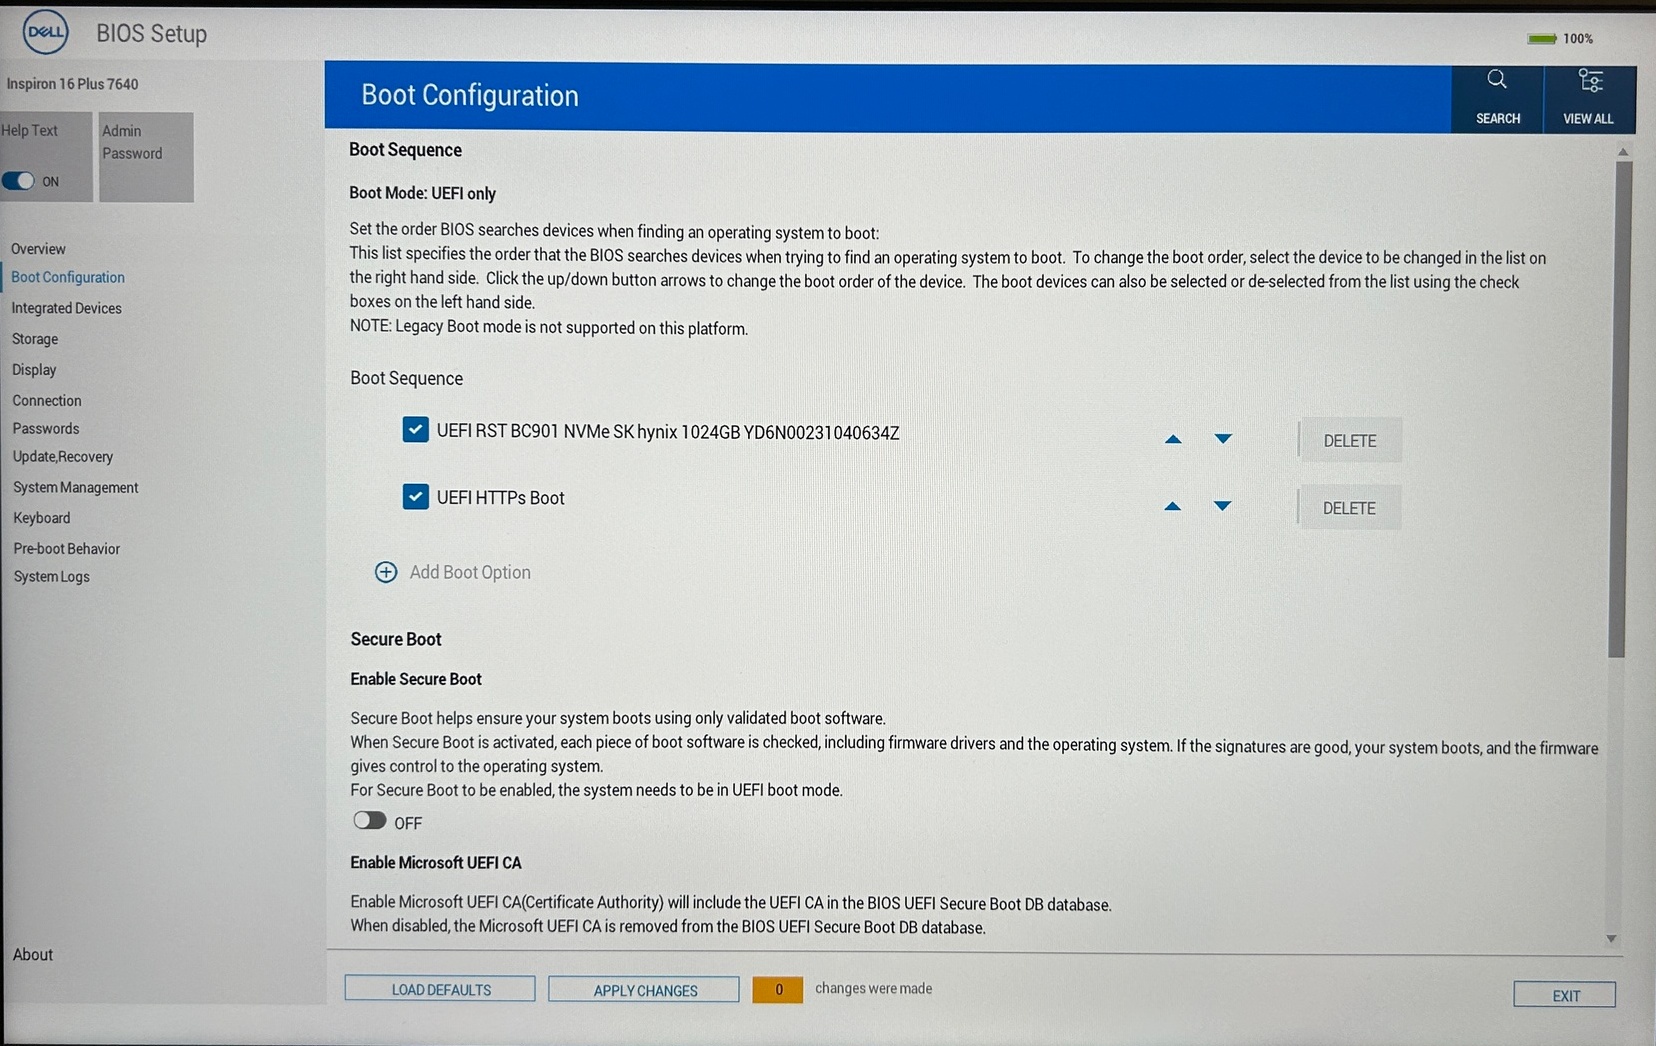 DELL
BIOS Setup
100%
Inspiron 16 Plus 7640
Help Text
ON
Admin
Password
Overview
Boot Configuration
Integrated Devices
Storage
Display
Connection
Passwords
Update,Recovery
System Management
Keyboard
Pre-boot Behavior
System Logs
About
Boot Configuration
SEARCH
VIEW ALL
Boot Sequence
Boot Mode: UEFI only
Set the order BIOS searches devices when finding an operating system to boot:
This list specifies the order that the BIOS searches devices when trying to find an operating system to boot. To change the boot order, select the device to be changed in the list on
the right hand side. Click the up/down button arrows to change the boot order of the device. The boot devices can also be selected or de-selected from the list using the check
boxes on the left hand side.
NOTE: Legacy Boot mode is not supported on this platform.
Boot Sequence
UEFI RST BC901 NVMe SK hynix 1024GB YD6N00231040634Z
DELETE
UEFI HTTPs Boot
DELETE
Add Boot Option
Secure Boot
Enable Secure Boot
Secure Boot helps ensure your system boots using only validated boot software.
When Secure Boot is activated, each piece of boot software is checked, including firmware drivers and the operating system. If the signatures are good, your system boots, and the firmware
gives control to the operating system.
For Secure Boot to be enabled, the system needs to be in UEFI boot mode.
OFF
Enable Microsoft UEFI CA
Enable Microsoft UEFI CA(Certificate Authority) will include the UEFI CA in the BIOS UEFI Secure Boot DB database.
When disabled, the Microsoft UEFI CA is removed from the BIOS UEFI Secure Boot DB database.
LOAD DEFAULTS
APPLY CHANGES
0
changes were made
EXIT